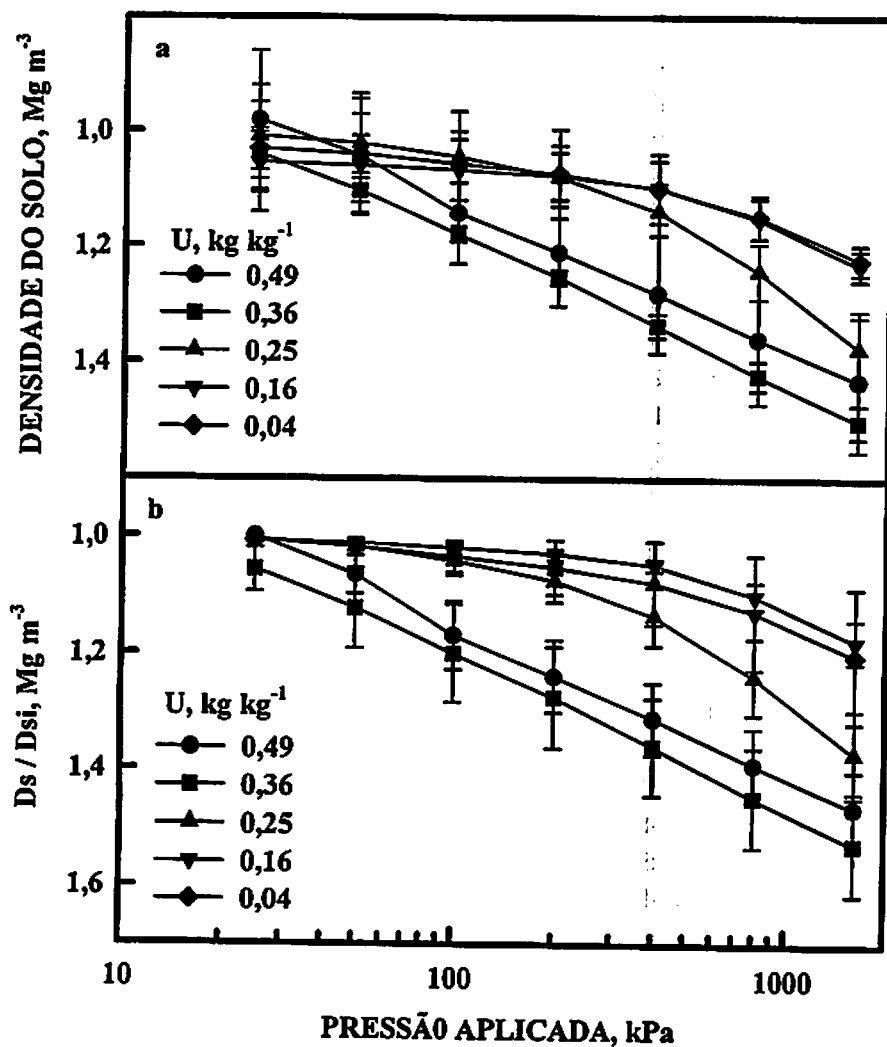 DENSIDADE DO SOLO, Mg m⁻³
a
1,0
1,2
1,4
U, kg kg⁻¹
0,49
0,36
0,25
0,16
0,04
Ds / Dsi, Mg m⁻³
b
1,0
1,2
1,4
1,6
U, kg kg⁻¹
0,49
0,36
0,25
0,16
0,04
10
100
1000
PRESSÃO APLICADA, kPa